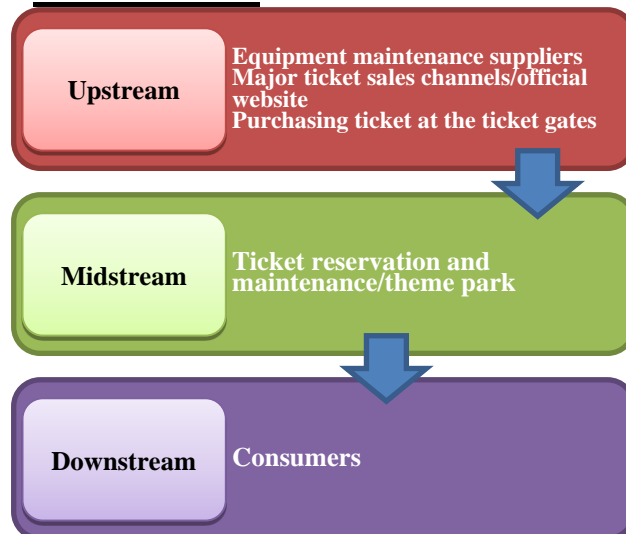 Upstream
Equipment maintenance suppliers
Major ticket sales channels/official
website
Purchasing ticket at the ticket gates
Midstream
Ticket reservation and
maintenance/theme park
Downstream
Consumers